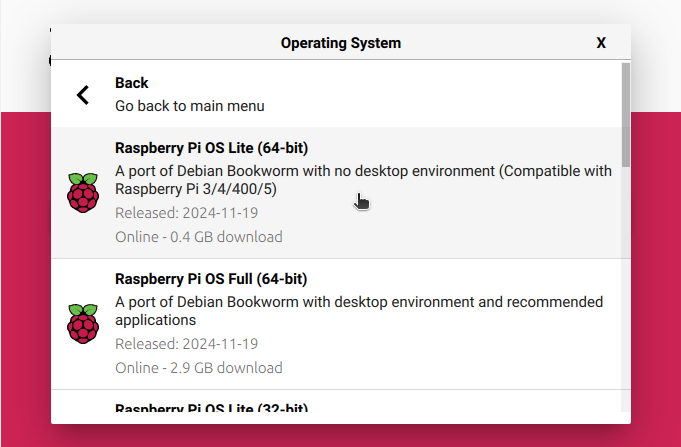 Operating System
X
Back
Go back to main menu
Raspberry Pi OS Lite (64-bit)
A port of Debian Bookworm with no desktop environment (Compatible with
Raspberry Pi 3/4/400/5)
Released: 2024-11-19
Online - 0.4 GB download
Raspberry Pi OS Full (64-bit)
A port of Debian Bookworm with desktop environment and recommended
applications
Released: 2024-11-19
Online - 2.9 GB download
Raspberry Pi OS Lite (32-bit)